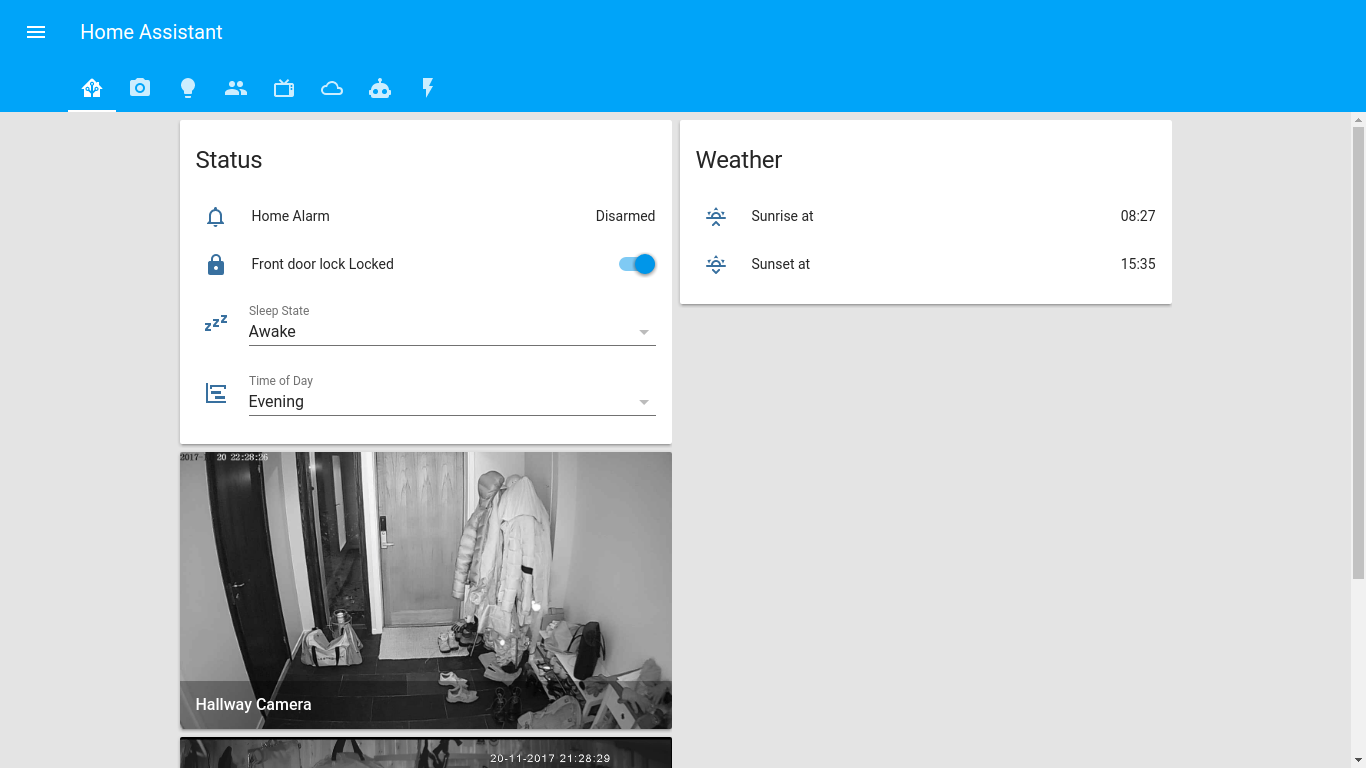 Home Assistant
Status
Home Alarm Disarmed
Front door lock Locked
Sleep State
Awake
Time of Day
Evening
Weather
Sunrise at 08:27
Sunset at 15:35
20 22:28:26
Hallway Camera
20-11-2017 21:28:29